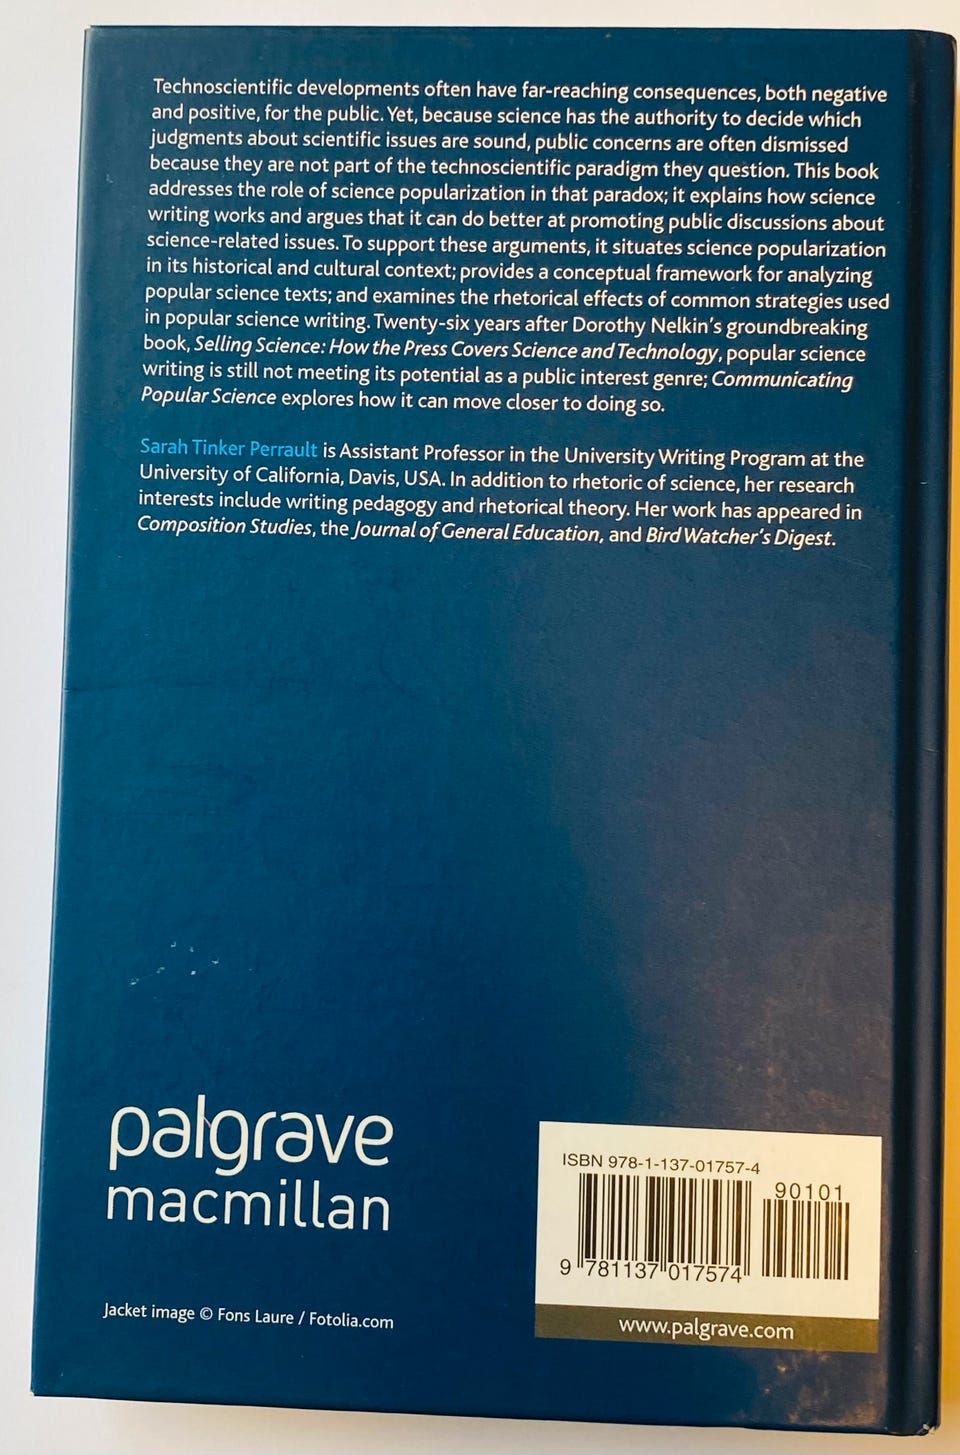 Technoscientific developments often have far-reaching consequences, both negative
and positive, for the public. Yet, because science has the authority to decide which
judgments about scientific issues are sound, public concerns are often dismissed
because they are not part of the technoscientific paradigm they question. This book
addresses the role of science popularization in that paradox; it explains how science
writing works and argues that it can do better at promoting public discussions about
science-related issues. To support these arguments, it situates science popularization
in its historical and cultural context; provides a conceptual framework for analyzing
popular science texts; and examines the rhetorical effects of common strategies used
in popular science writing. Twenty-six years after Dorothy Nelkin's groundbreaking
book, Selling Science: How the Press Covers Science and Technology, popular science
writing is still not meeting its potential as a public interest genre; Communicating
Popular Science explores how it can move closer to doing so.
Sarah Tinker Perrault is Assistant Professor in the University Writing Program at the
University of California, Davis, USA. In addition to rhetoric of science, her research
interests include writing pedagogy and rhetorical theory. Her work has appeared in
Composition Studies, the Journal of General Education, and Bird Watcher's Digest.
palgrave
macmillan
Jacket image © Fons Laure / Fotolia.com
ISBN 978-1-137-01757-4
90101
9 781137 017574
www.palgrave.com